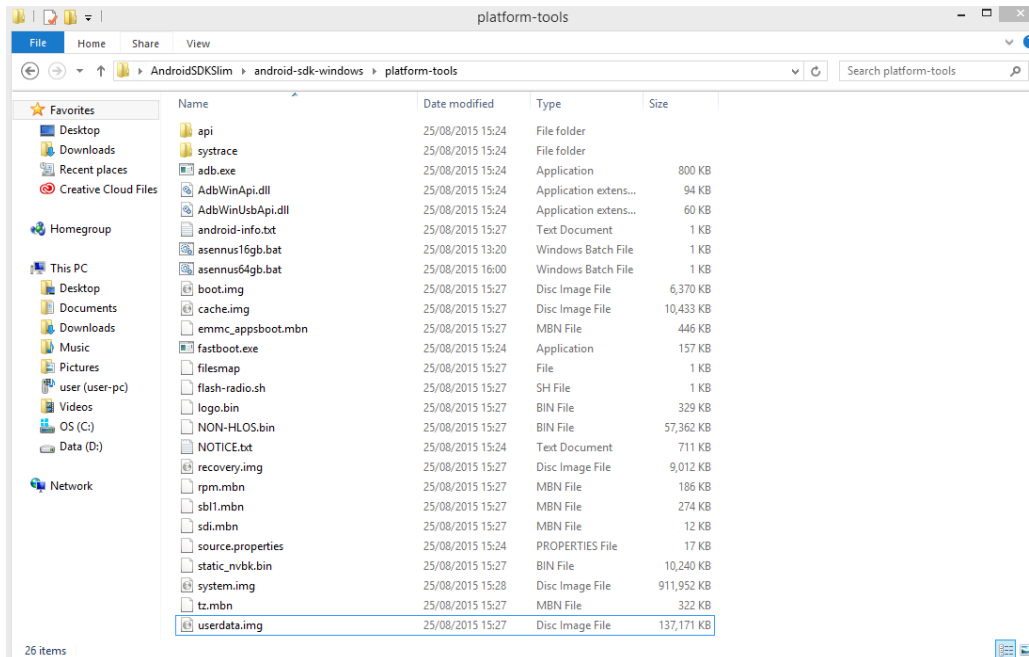 platform-tools
File Home Share View
AndroidSDKSlim android-sdk-windows platform-tools Search platform-tools
Name Date modified Type Size
Favorites
Desktop
Downloads
Recent places
Creative Cloud Files
Homegroup
This PC
Desktop
Documents
Downloads
Music
Pictures
user (user-pc)
Videos
OS (C:)
Data (D:)
Network
api 25/08/2015 15:24 File folder
systrace 25/08/2015 15:24 File folder
adb.exe 25/08/2015 15:24 Application 800 KB
AdbWinApi.dll 25/08/2015 15:24 Application extens... 94 KB
AdbWinUsbApi.dll 25/08/2015 15:24 Application extens... 60 KB
android-info.txt 25/08/2015 15:27 Text Document 1 KB
asennus16gb.bat 25/08/2015 13:20 Windows Batch File 1 KB
asennus64gb.bat 25/08/2015 16:00 Windows Batch File 1 KB
boot.img 25/08/2015 15:27 Disc Image File 6,370 KB
cache.img 25/08/2015 15:27 Disc Image File 10,433 KB
emmc_appsboot.mbn 25/08/2015 15:27 MBN File 446 KB
fastboot.exe 25/08/2015 15:24 Application 157 KB
filesmap 25/08/2015 15:27 File 1 KB
flash-radio.sh 25/08/2015 15:27 SH File 1 KB
logo.bin 25/08/2015 15:27 BIN File 329 KB
NON-HLOS.bin 25/08/2015 15:27 BIN File 57,362 KB
NOTICE.txt 25/08/2015 15:24 Text Document 711 KB
recovery.img 25/08/2015 15:27 Disc Image File 9,012 KB
rpm.mbn 25/08/2015 15:27 MBN File 186 KB
sbl1.mbn 25/08/2015 15:27 MBN File 274 KB
sdi.mbn 25/08/2015 15:27 MBN File 12 KB
source.properties 25/08/2015 15:24 PROPERTIES File 17 KB
static_nvbk.bin 25/08/2015 15:27 BIN File 10,240 KB
system.img 25/08/2015 15:28 Disc Image File 911,952 KB
tz.mbn 25/08/2015 15:27 MBN File 322 KB
userdata.img 25/08/2015 15:27 Disc Image File 137,171 KB
26 items